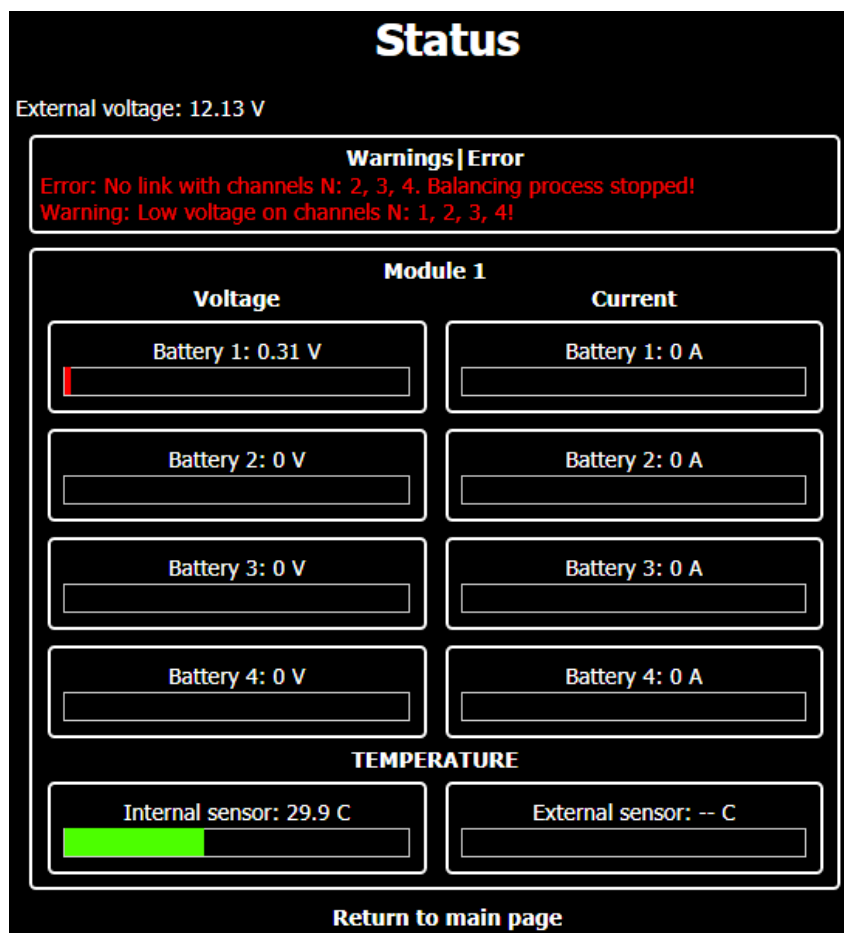 Status
External voltage: 12.13 V
Warnings|Error
Error: No link with channels N: 2, 3, 4. Balancing process stopped!
Warning: Low voltage on channels N: 1, 2, 3, 4!
Module 1
Voltage Current
Battery 1: 0.31 V Battery 1: 0 A
Battery 2: 0 V Battery 2: 0 A
Battery 3: 0 V Battery 3: 0 A
Battery 4: 0 V Battery 4: 0 A
TEMPERATURE
Internal sensor: 29.9 C External sensor: -- C
Return to main page